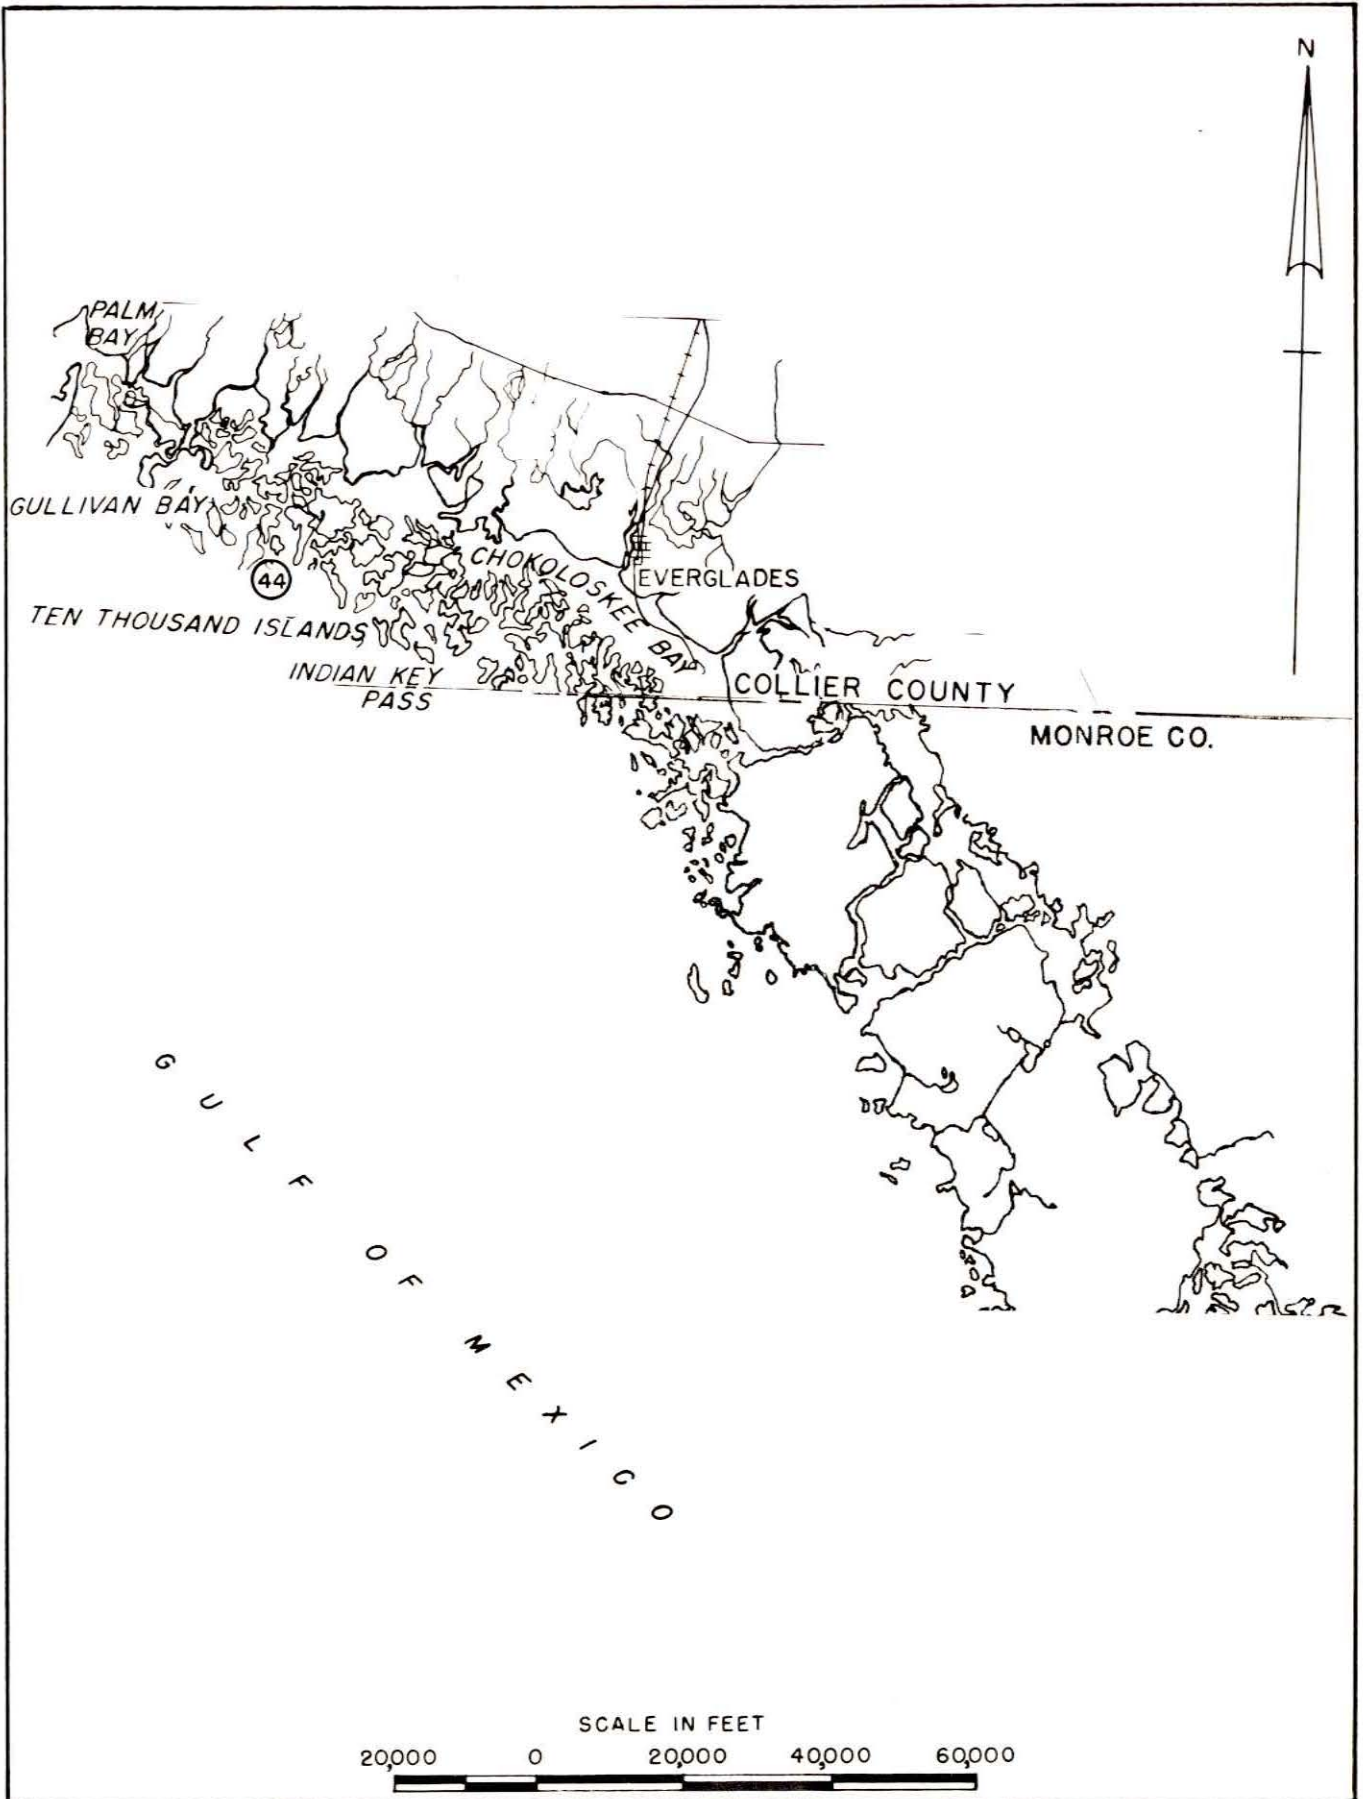 N
PALM
BAY
GULLIVAN BAY
44
CHOKOLOSKEE BAY
EVERGLADES
TEN THOUSAND ISLANDS
INDIAN KEY
PASS
COLLIER COUNTY
MONROE CO.
GULF OF MEXICO
SCALE IN FEET
20,000 0 20,000 40,000 60,000